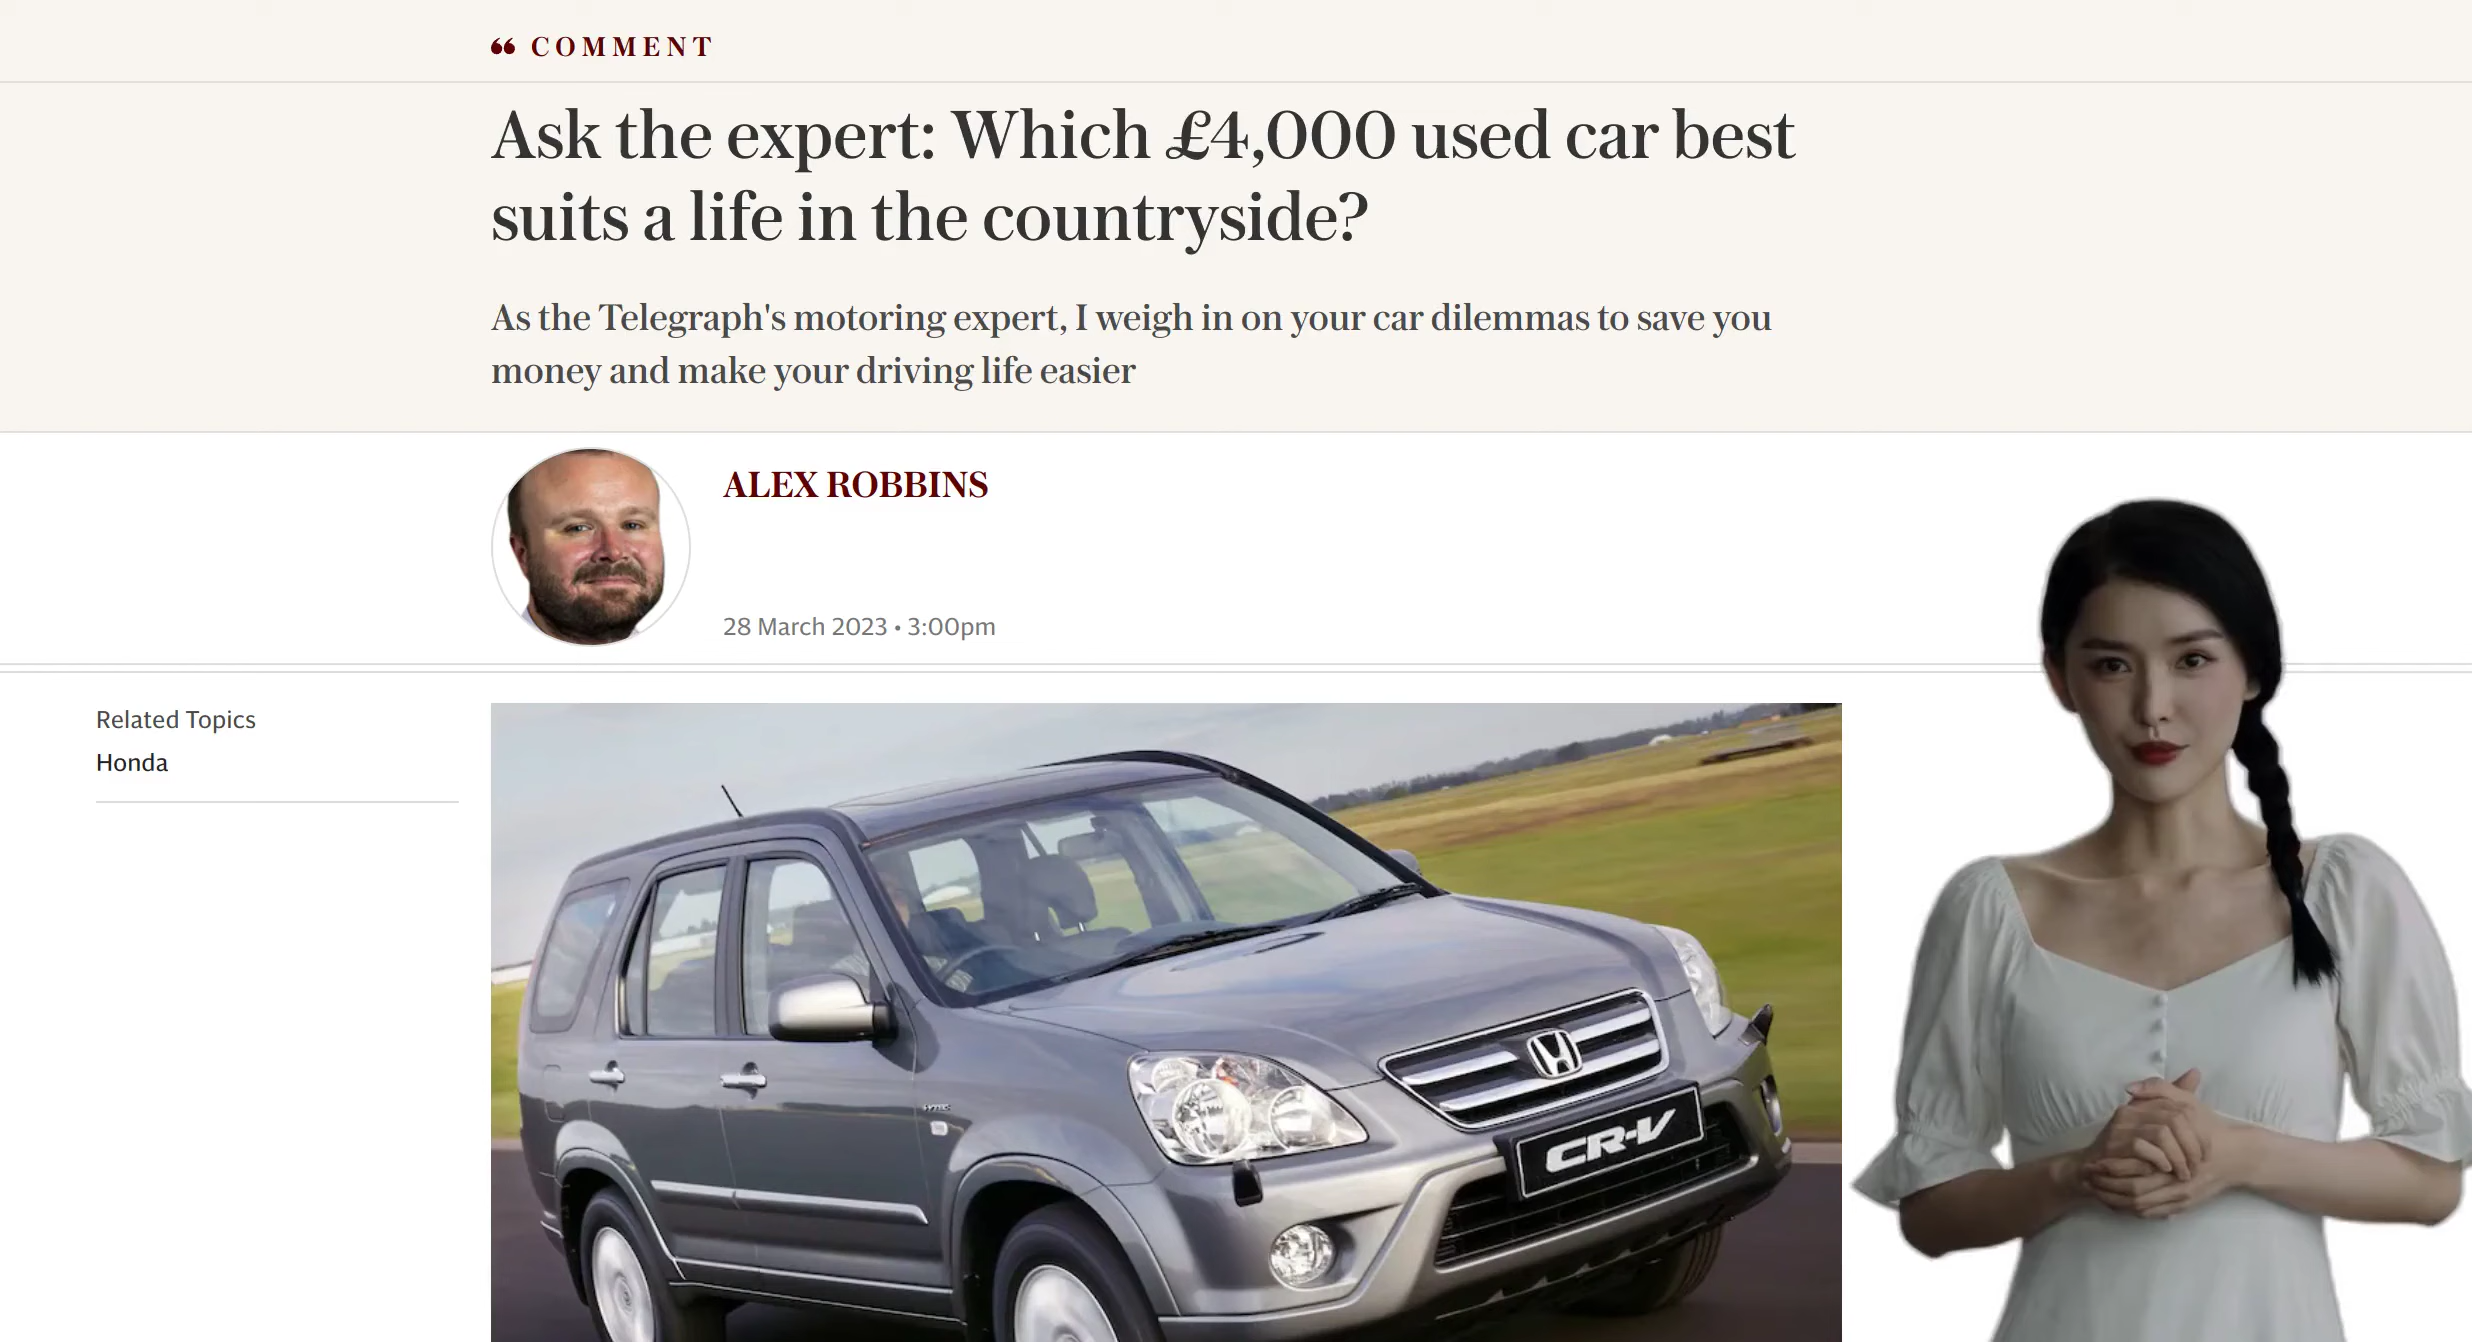 COMMENT
Ask the expert: Which £4,000 used car best
suits a life in the countryside?
As the Telegraph's motoring expert, I weigh in on your car dilemmas to save you
money and make your driving life easier
ALEX ROBBINS
28 March 2023 • 3:00pm
Related Topics
Honda
CR-V